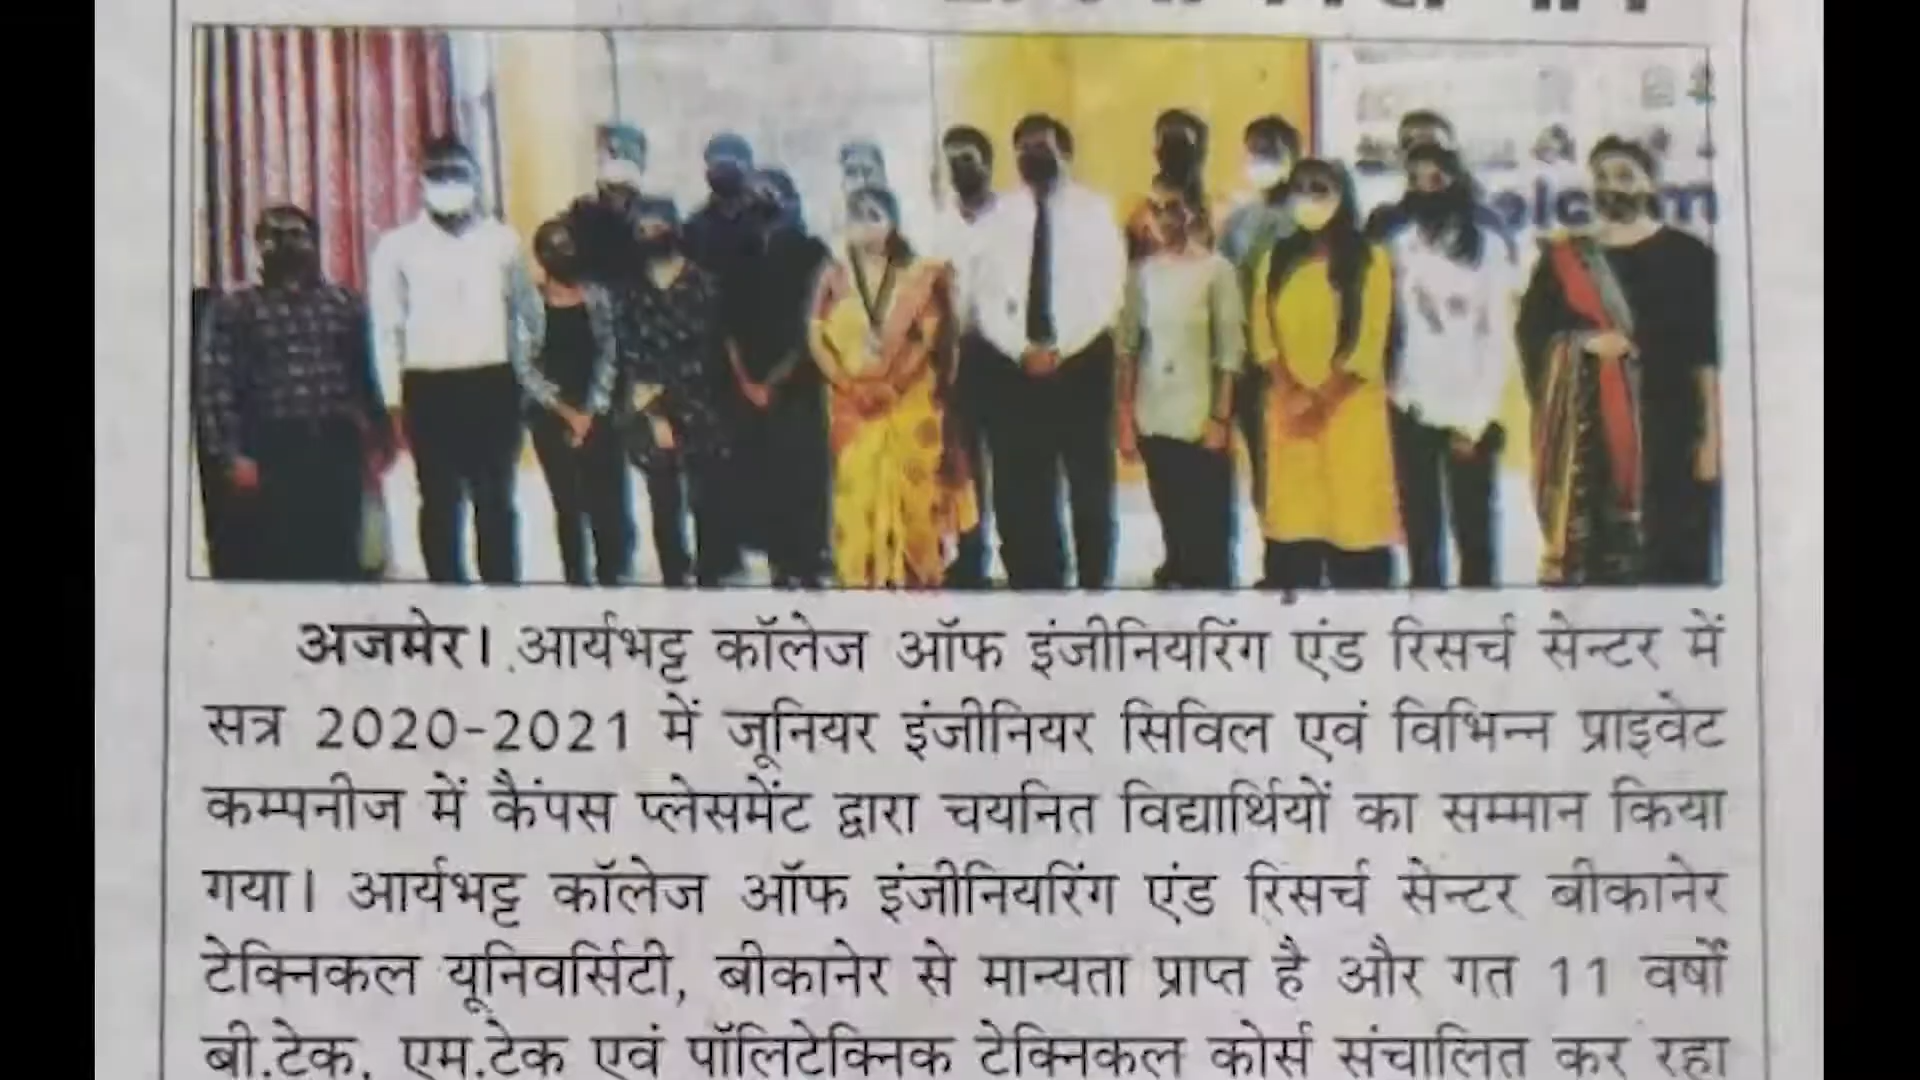 अजमेर। आर्यभट्ट कॉलेज ऑफ इंजीनियरिंग एंड रिसर्च सेन्टर में
सत्र 2020-2021 में जूनियर इंजीनियर सिविल एवं विभिन्न प्राइवेट
कम्पनीज में कैंपस प्लेसमेंट द्वारा चयनित विद्यार्थियों का सम्मान किया
गया। आर्यभट्ट कॉलेज ऑफ इंजीनियरिंग एंड रिसर्च सेन्टर बीकानेर
टेक्निकल यूनिवर्सिटी, बीकानेर से मान्यता प्राप्त है और गत 11 वर्षों
बी.टेक. एम.टेक एवं पॉलिटेक्निक टेक्निकल कोर्स संचालित कर रहा